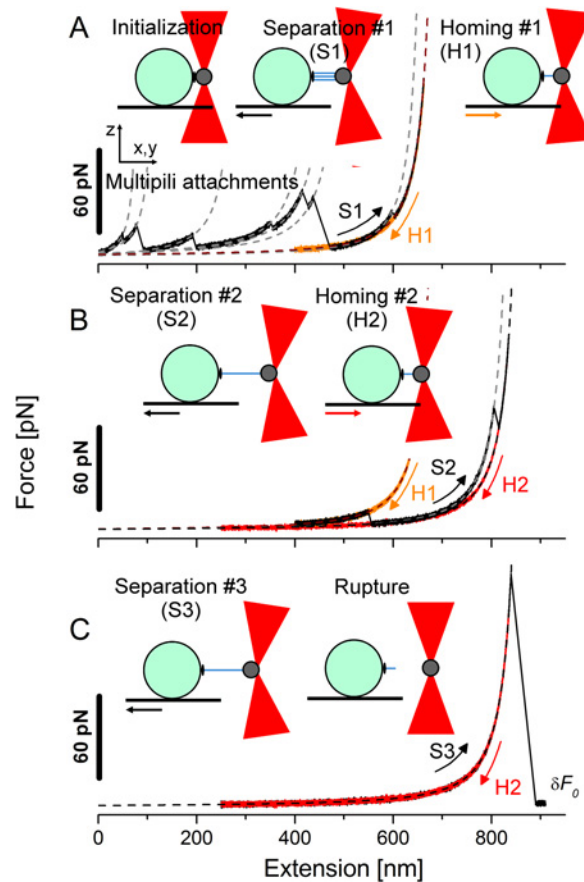 A
Initialization
Separation #1
(S1)
Homing #1
(H1)
z
x,y
Multipili attachments
60 pN
S1
H1
B
Separation #2
(S2)
Homing #2
(H2)
Force [pN]
60 pN
H1
S2
H2
C
Separation #3
(S3)
Rupture
60 pN
S3
H2
δF₀
0 200 400 600 800
Extension [nm]